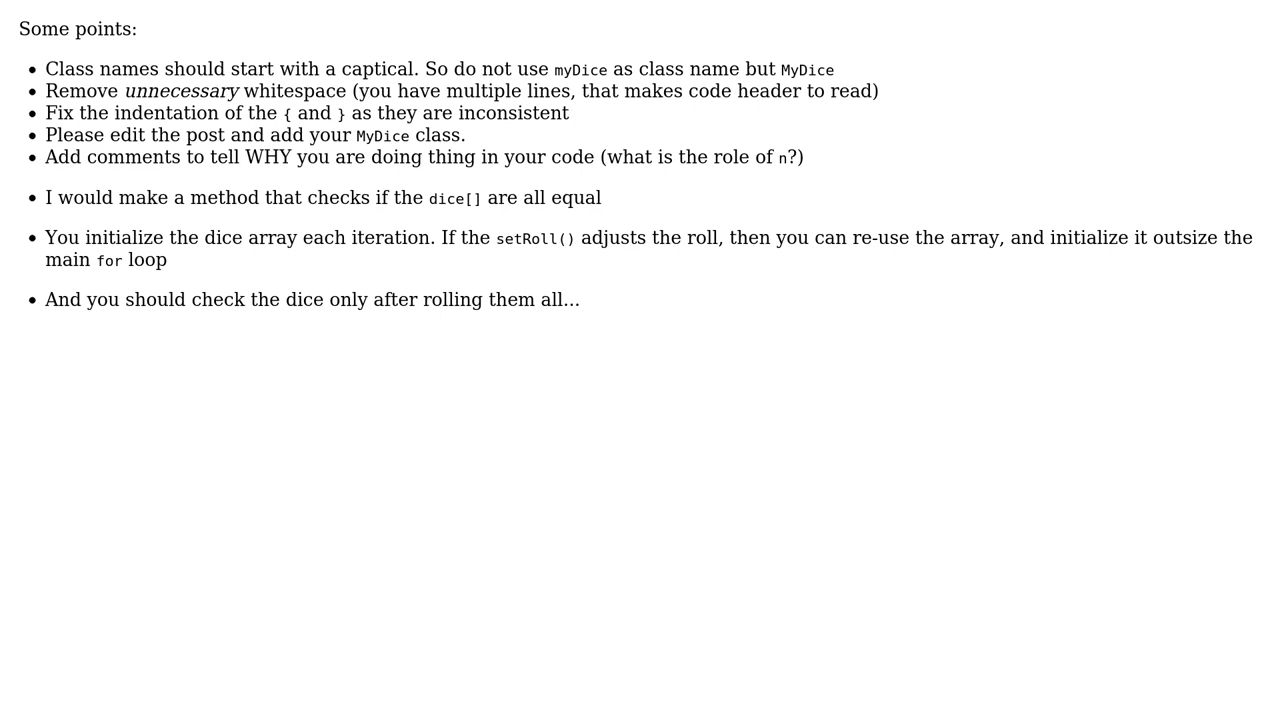 Some points:
Class names should start with a captical. So do not use myDice as class name but MyDice
Remove unnecessary whitespace (you have multiple lines, that makes code header to read)
Fix the indentation of the { and } as they are inconsistent
Please edit the post and add your MyDice class.
Add comments to tell WHY you are doing thing in your code (what is the role of n?)
I would make a method that checks if the dice[] are all equal
You initialize the dice array each iteration. If the setRoll() adjusts the roll, then you can re-use the array, and initialize it outsize the
main for loop
And you should check the dice only after rolling them all...